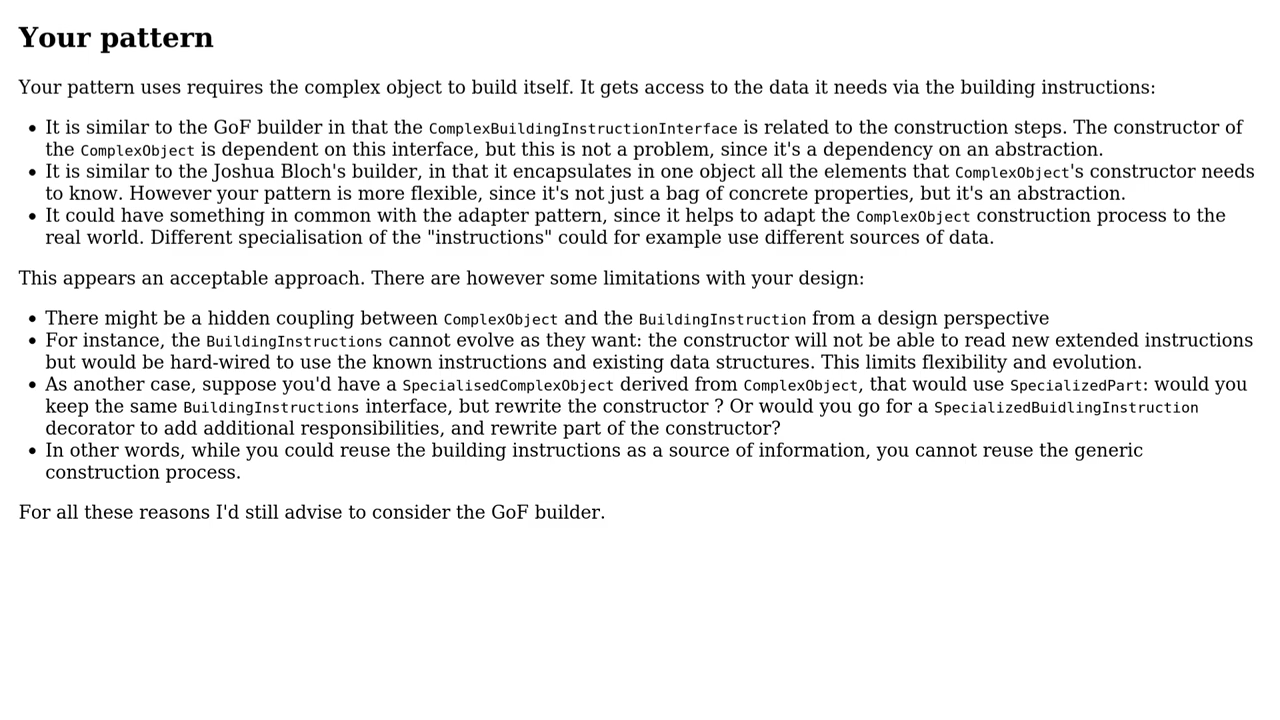 Your pattern
Your pattern uses requires the complex object to build itself. It gets access to the data it needs via the building instructions:
• It is similar to the GoF builder in that the ComplexBuildingInstructionInterface is related to the construction steps. The constructor of
the ComplexObject is dependent on this interface, but this is not a problem, since it's a dependency on an abstraction.
• It is similar to the Joshua Bloch's builder, in that it encapsulates in one object all the elements that ComplexObject's constructor needs
to know. However your pattern is more flexible, since it's not just a bag of concrete properties, but it's an abstraction.
• It could have something in common with the adapter pattern, since it helps to adapt the ComplexObject construction process to the
real world. Different specialisation of the "instructions" could for example use different sources of data.
This appears an acceptable approach. There are however some limitations with your design:
• There might be a hidden coupling between ComplexObject and the BuildingInstruction from a design perspective
• For instance, the BuildingInstructions cannot evolve as they want: the constructor will not be able to read new extended instructions
but would be hard-wired to use the known instructions and existing data structures. This limits flexibility and evolution.
• As another case, suppose you'd have a SpecialisedComplexObject derived from ComplexObject, that would use SpecializedPart: would you
keep the same BuildingInstructions interface, but rewrite the constructor ? Or would you go for a SpecializedBuidlingInstruction
decorator to add additional responsibilities, and rewrite part of the constructor?
• In other words, while you could reuse the building instructions as a source of information, you cannot reuse the generic
construction process.
For all these reasons I'd still advise to consider the GoF builder.